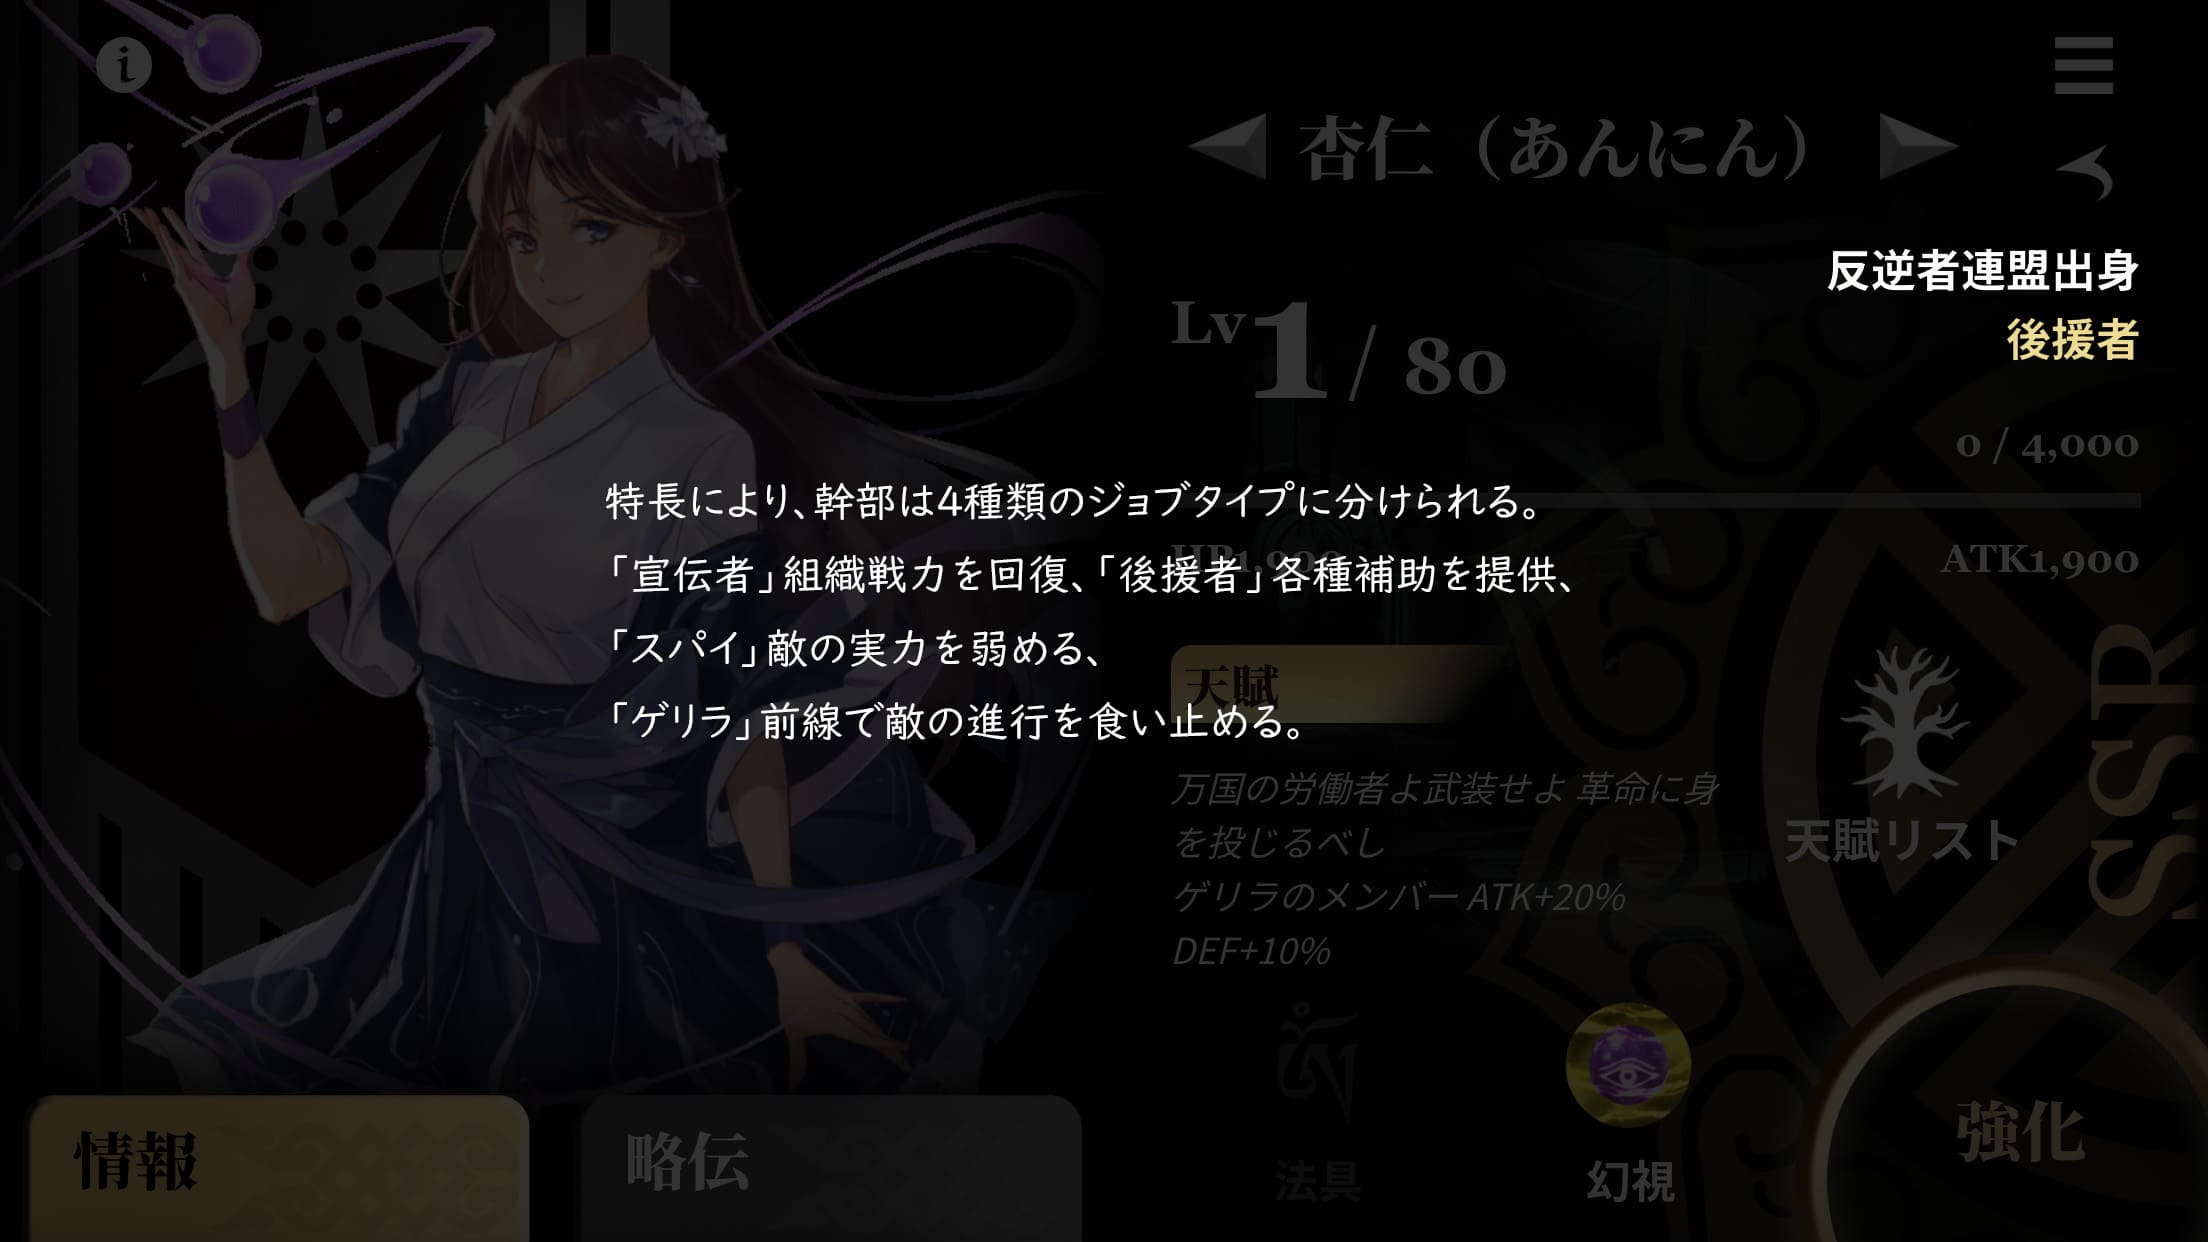 i
杏仁（あんにん）
反逆者連盟出身
後援者
Lv1/80
0 / 4,000
特長により、幹部は4種類のジョブタイプに分けられる。
「宣伝者」組織戦力を回復、「後援者」各種補助を提供、
「スパイ」敵の実力を弱める、
「ゲリラ」前線で敵の進行を食い止める。
HP1,900
ATK1,900
天賦
万国の労働者よ武装せよ 革命に身
を投じるべし
ゲリラのメンバー ATK+20%
DEF+10%
天賦リスト
SSR
情報
略伝
法具
幻視
強化